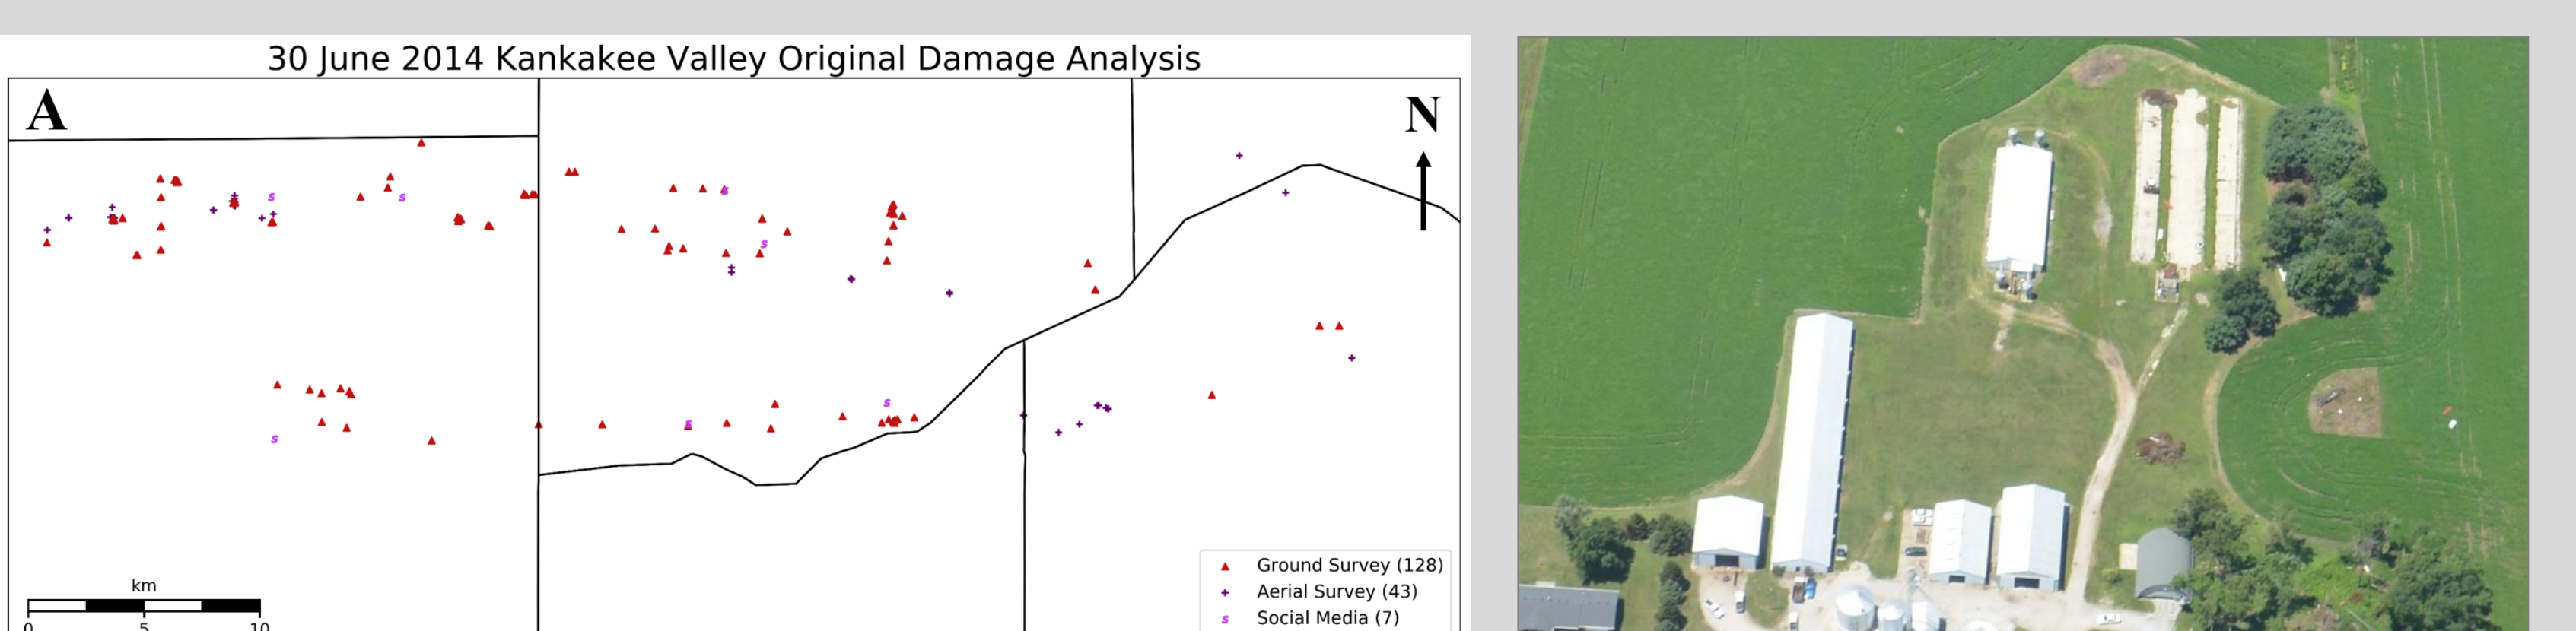 30 June 2014 Kankakee Valley Original Damage Analysis
A
N
s
s
s
s
s
s
s
Ground Survey (128)
Aerial Survey (43)
s Social Media (7)
km
0 5 10